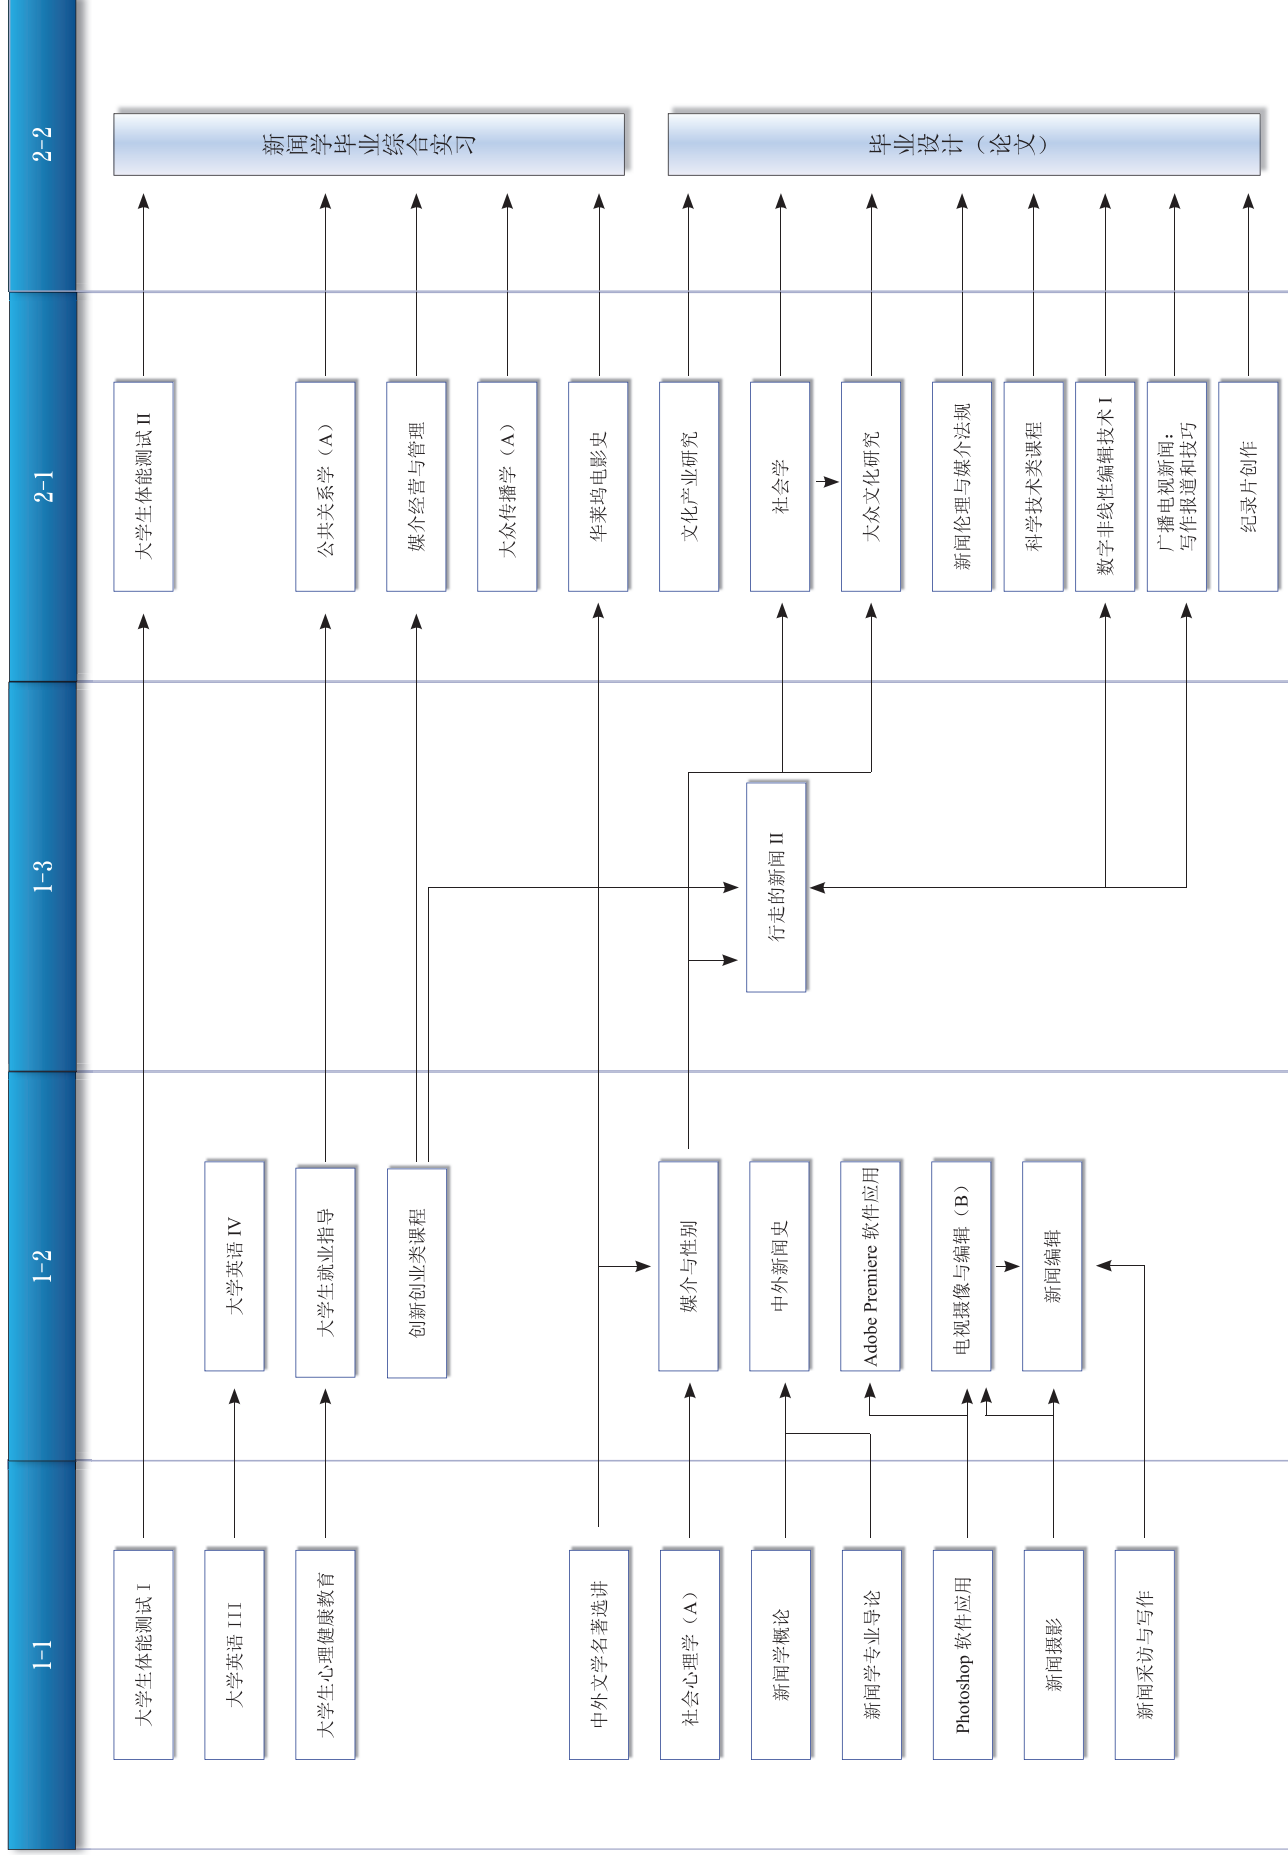 1-1
大学生体能测试 I
大学英语 III
大学生心理健康教育
中外文学名著选讲
社会心理学（A）
新闻学概论
新闻学专业导论
Photoshop 软件应用
新闻摄影
新闻采访与写作
1-2
大学英语 IV
大学生就业指导
创新创业类课程
媒介与性别
中外新闻史
Adobe Premiere 软件应用
电视摄像与编辑（B）
新闻编辑
1-3
行走的新闻 II
2-1
大学生体能测试 II
公共关系学（A）
媒介经营与管理
大众传播学（A）
华莱坞电影史
文化产业研究
社会学
大众文化研究
新闻伦理与媒介法规
科学技术类课程
数字非线性编辑技术 I
广播电视新闻：
写作报道和技巧
纪录片创作
2-2
新闻学毕业综合实习
毕业设计（论文）